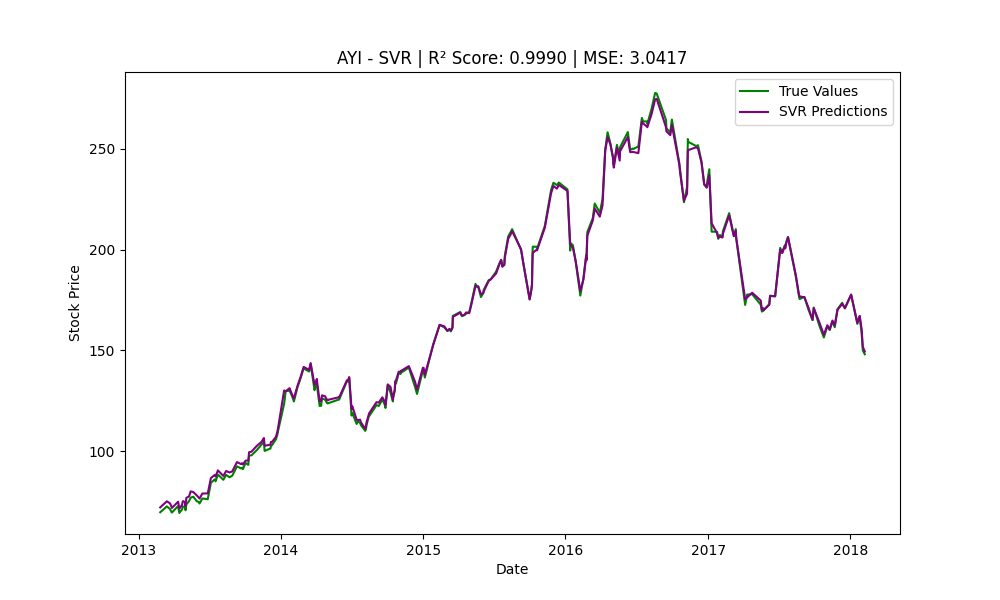 AYI - SVR | R² Score: 0.9990 | MSE: 3.0417
True Values
SVR Predictions
Stock Price
250
200
150
100
2013
2014
2015
2016
2017
2018
Date